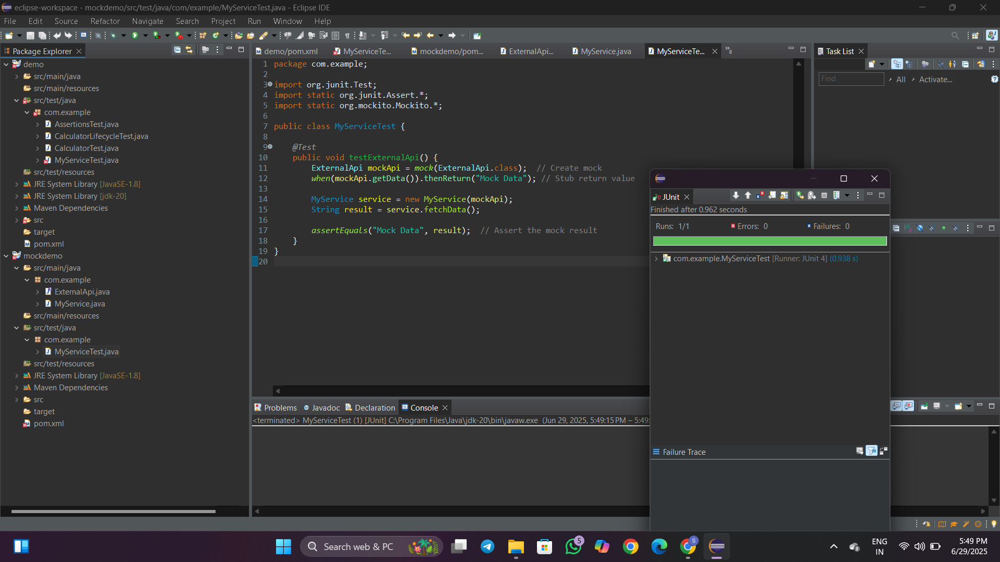 eclipse-workspace - mockdemo/src/test/java/com/example/MyServiceTest.java - Eclipse IDE
File Edit Source Refactor Navigate Search Project Run Window Help
Package Explorer
demo
src/main/java
src/main/resources
src/test/java
com.example
AssertionsTest.java
CalculatorLifecycleTest.java
CalculatorTest.java
MyServiceTest.java
src/test/resources
JRE System Library [JavaSE-1.8]
JRE System Library [jdk-20]
Maven Dependencies
src
target
pom.xml
mockdemo
src/main/java
com.example
ExternalApi.java
MyService.java
src/main/resources
src/test/java
com.example
MyServiceTest.java
src/test/resources
JRE System Library [JavaSE-1.8]
Maven Dependencies
src
target
pom.xml
demo/pom.xml MyServiceTe... mockdemo/pom... ExternalApi... MyService.java MyServiceTe... »8
1 package com.example;
2
3 import org.junit.Test;
4 import static org.junit.Assert.*;
5 import static org.mockito.Mockito.*;
6
7 public class MyServiceTest {
8
9 @Test
10 public void testExternalApi() {
11 ExternalApi mockApi = mock(ExternalApi.class); // Create mock
12 when(mockApi.getData()).thenReturn("Mock Data"); // Stub return value
13
14 MyService service = new MyService(mockApi);
15 String result = service.fetchData();
16
17 assertEquals("Mock Data", result); // Assert the mock result
18 }
19 }
20
Task List
Find All Activate...
JUnit
Finished after 0.962 seconds
Runs: 1/1 Errors: 0 Failures: 0
com.example.MyServiceTest [Runner: JUnit 4] (0.938 s)
Failure Trace
Problems Javadoc Declaration Console
<terminated> MyServiceTest (1) [JUnit] C:\Program Files\Java\jdk-20\bin\javaw.exe (Jun 29, 2025, 5:49:15 PM – 5:49:
Search web & PC
5
S
ENG
IN
5:49 PM
6/29/2025